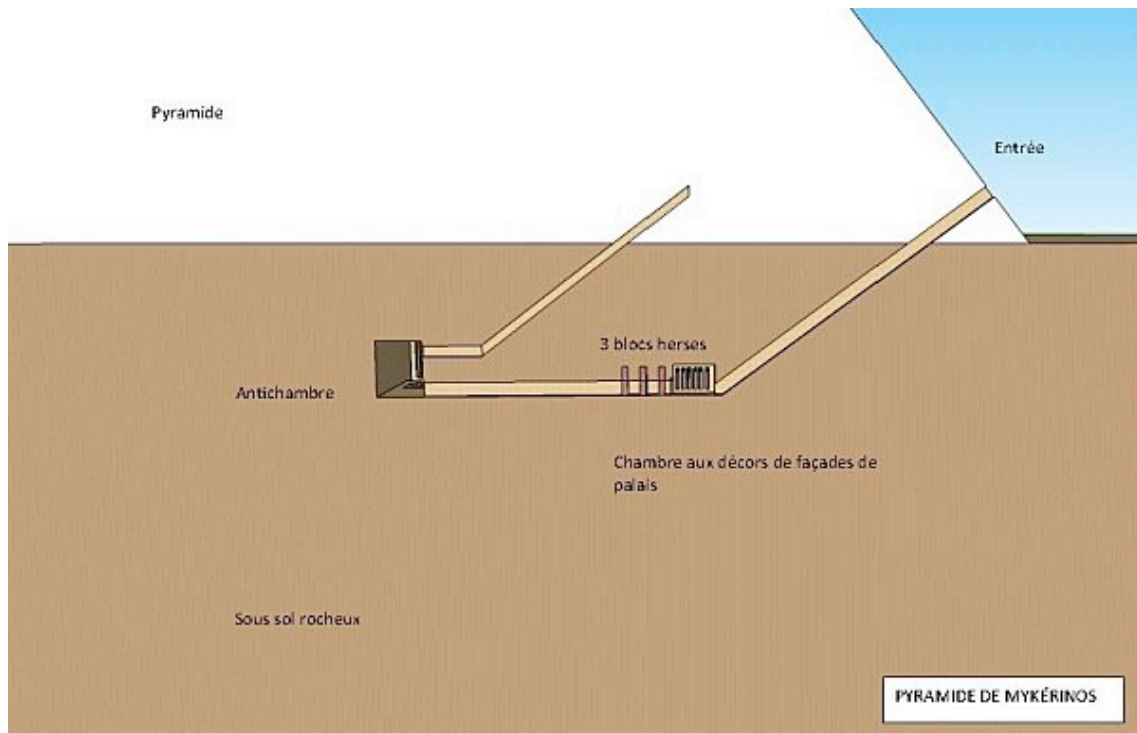 Pyramide
Entrée
3 blocs herses
Antichambre
Chambre aux décors de façades de
palais
Sous sol rocheux
PYRAMIDE DE MYKÉRINOS